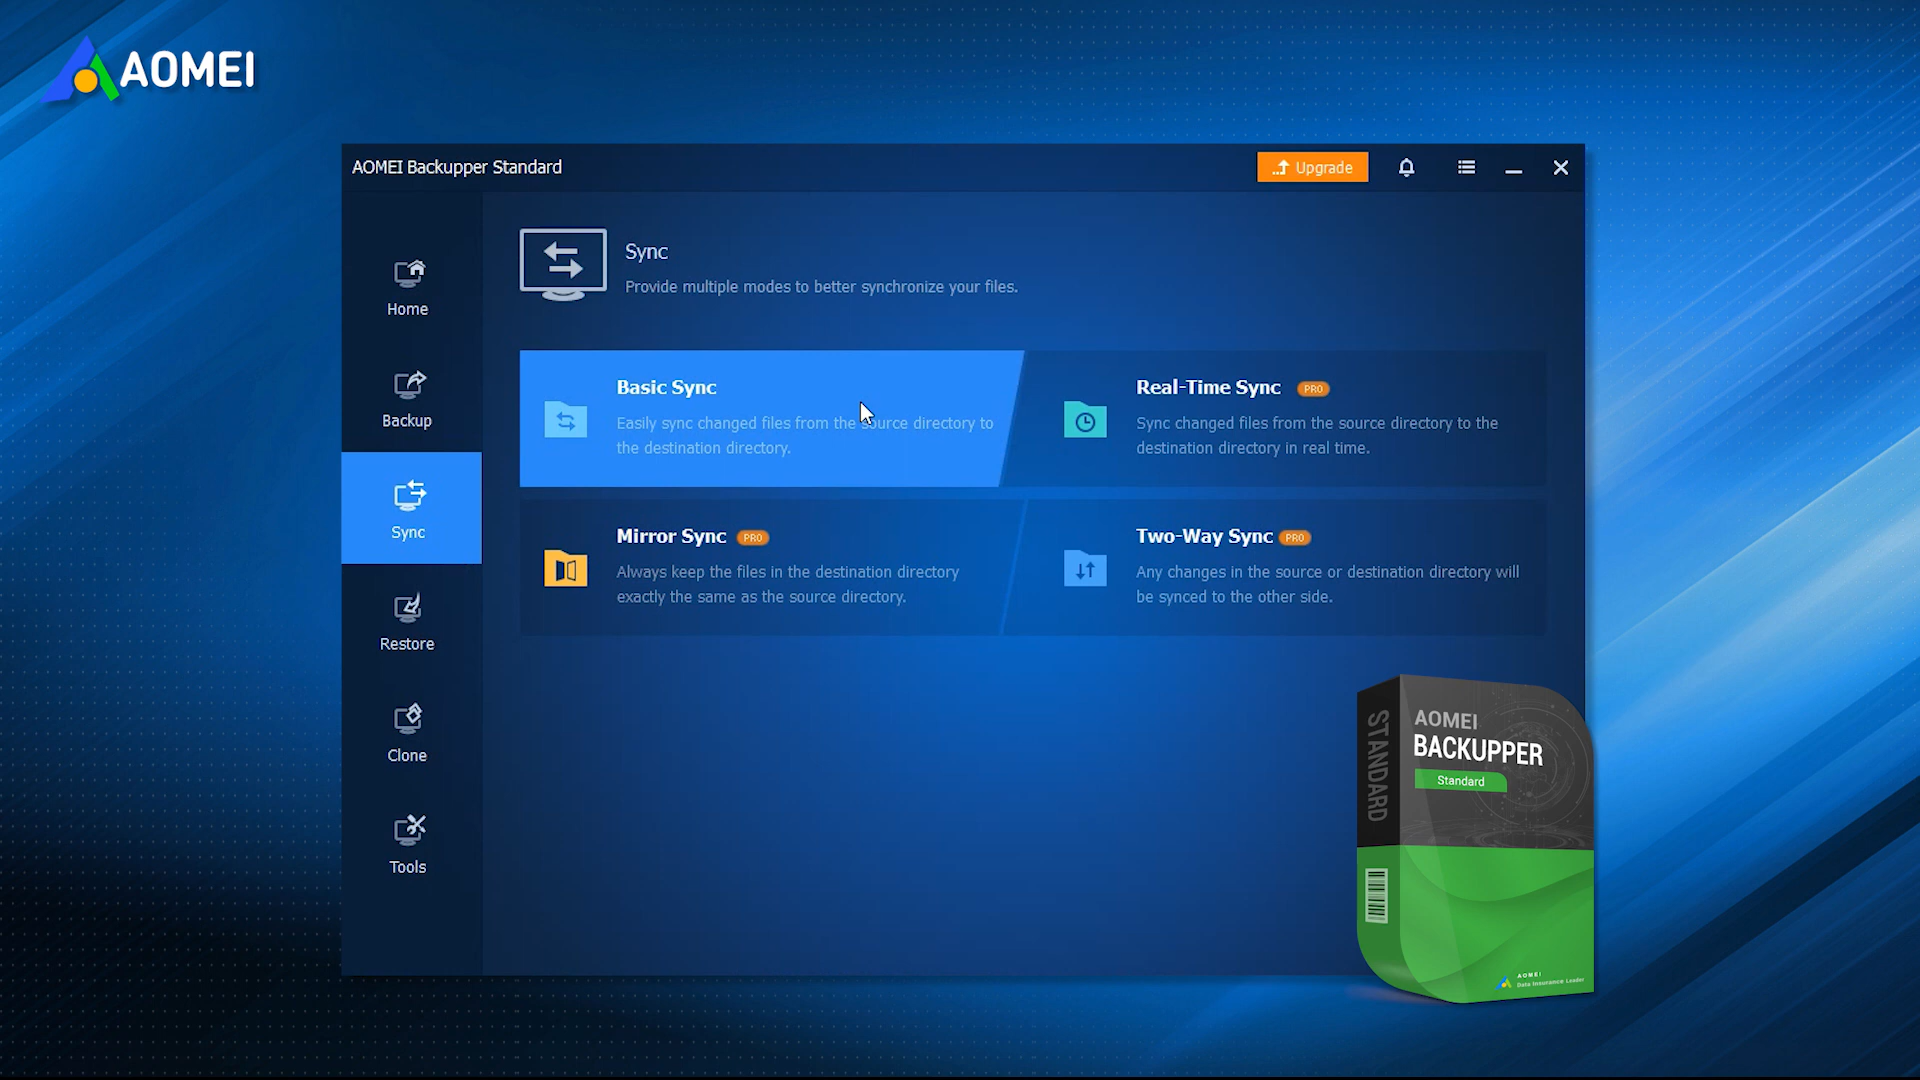 AOMEI
AOMEI Backupper Standard
Upgrade
Home
Backup
Sync
Restore
Clone
Tools
Sync
Provide multiple modes to better synchronize your files.
Basic Sync
Easily sync changed files from the source directory to
the destination directory.
Real-Time Sync PRO
Sync changed files from the source directory to the
destination directory in real time.
Mirror Sync PRO
Always keep the files in the destination directory
exactly the same as the source directory.
Two-Way Sync PRO
Any changes in the source or destination directory will
be synced to the other side.
STANDARD
AOMEI
BACKUPPER
Standard
AOMEI
Data Insurance Leader